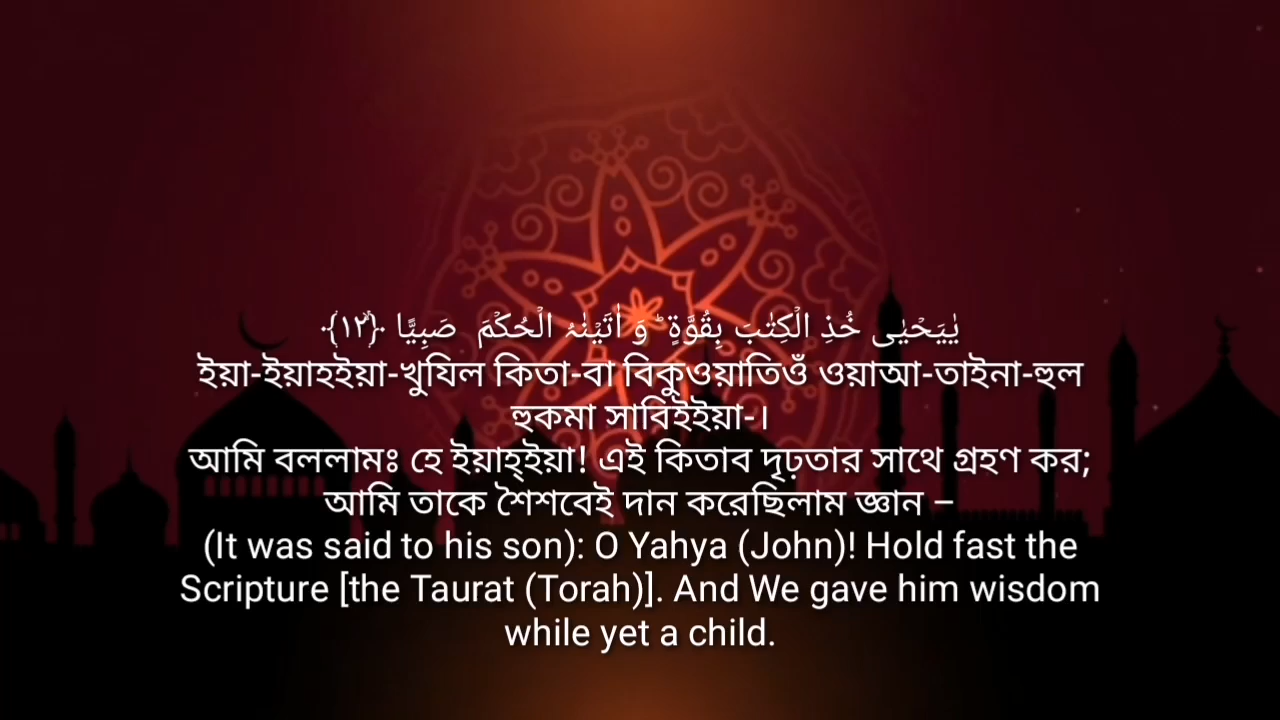 یٰیَحْیٰی خُذِ الْكِتٰبَ بِقُوَّةٍ ؕ وَ اٰتَیْنٰهُ الْحُكْمَ صَبِیًّا ﴿۱۲﴾
ইয়া-ইয়াহইয়া-খুযিল কিতা-বা বিকুওয়াতিওঁ ওয়াআ-তাইনা-হুল
হুকমা সাবিইইয়া-।
আমি বললামঃ হে ইয়াহ্ইয়া! এই কিতাব দৃঢ়তার সাথে গ্রহণ কর;
আমি তাকে শৈশবেই দান করেছিলাম জ্ঞান –
(It was said to his son): O Yahya (John)! Hold fast the
Scripture [the Taurat (Torah)]. And We gave him wisdom
while yet a child.